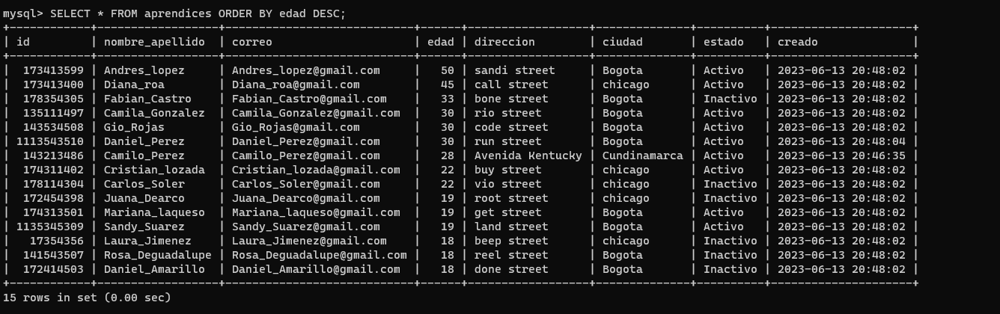 mysql> SELECT * FROM aprendices ORDER BY edad DESC;
+------------+------------------+----------------------------+------+------------------+--------------+----------+---------------------+
| id         | nombre_apellido  | correo                     | edad | direccion        | ciudad       | estado   | creado              |
+------------+------------------+----------------------------+------+------------------+--------------+----------+---------------------+
|  173413599 | Andres_lopez     | Andres_lopez@gmail.com     |   50 | sandi street     | Bogota       | Activo   | 2023-06-13 20:48:02 |
|  173413400 | Diana_roa        | Diana_roa@gmail.com        |   45 | call street      | chicago      | Activo   | 2023-06-13 20:48:02 |
|  178354305 | Fabian_Castro    | Fabian_Castro@gmail.com    |   33 | bone street      | Bogota       | Inactivo | 2023-06-13 20:48:02 |
|  135111497 | Camila_Gonzalez  | Camila_Gonzalez@gmail.com  |   30 | rio street       | Bogota       | Activo   | 2023-06-13 20:48:02 |
|  143534508 | Gio_Rojas        | Gio_Rojas@gmail.com        |   30 | code street      | Bogota       | Activo   | 2023-06-13 20:48:02 |
| 1113543510 | Daniel_Perez     | Daniel_Perez@gmail.com     |   30 | run street       | Bogota       | Activo   | 2023-06-13 20:48:04 |
|  143213486 | Camilo_Perez     | Camilo_Perez@gmail.com     |   28 | Avenida Kentucky | Cundinamarca | Activo   | 2023-06-13 20:46:35 |
|  174311402 | Cristian_lozada  | Cristian_lozada@gmail.com  |   22 | buy street       | chicago      | Activo   | 2023-06-13 20:48:02 |
|  178114304 | Carlos_Soler     | Carlos_Soler@gmail.com     |   22 | vio street       | chicago      | Inactivo | 2023-06-13 20:48:02 |
|  172454398 | Juana_Dearco     | Juana_Dearco@gmail.com     |   19 | root street      | chicago      | Inactivo | 2023-06-13 20:48:02 |
|  174313501 | Mariana_laqueso  | Mariana_laqueso@gmail.com  |   19 | get street       | Bogota       | Activo   | 2023-06-13 20:48:02 |
| 1135345309 | Sandy_Suarez     | Sandy_Suarez@gmail.com     |   19 | land street      | Bogota       | Activo   | 2023-06-13 20:48:02 |
|   17354356 | Laura_Jimenez    | Laura_Jimenez@gmail.com    |   18 | beep street      | chicago      | Inactivo | 2023-06-13 20:48:02 |
|  141543507 | Rosa_Deguadalupe | Rosa_Deguadalupe@gmail.com |   18 | reel street      | Bogota       | Inactivo | 2023-06-13 20:48:02 |
|  172414503 | Daniel_Amarillo  | Daniel_Amarillo@gmail.com  |   18 | done street      | Bogota       | Inactivo | 2023-06-13 20:48:02 |
+------------+------------------+----------------------------+------+------------------+--------------+----------+---------------------+
15 rows in set (0.00 sec)